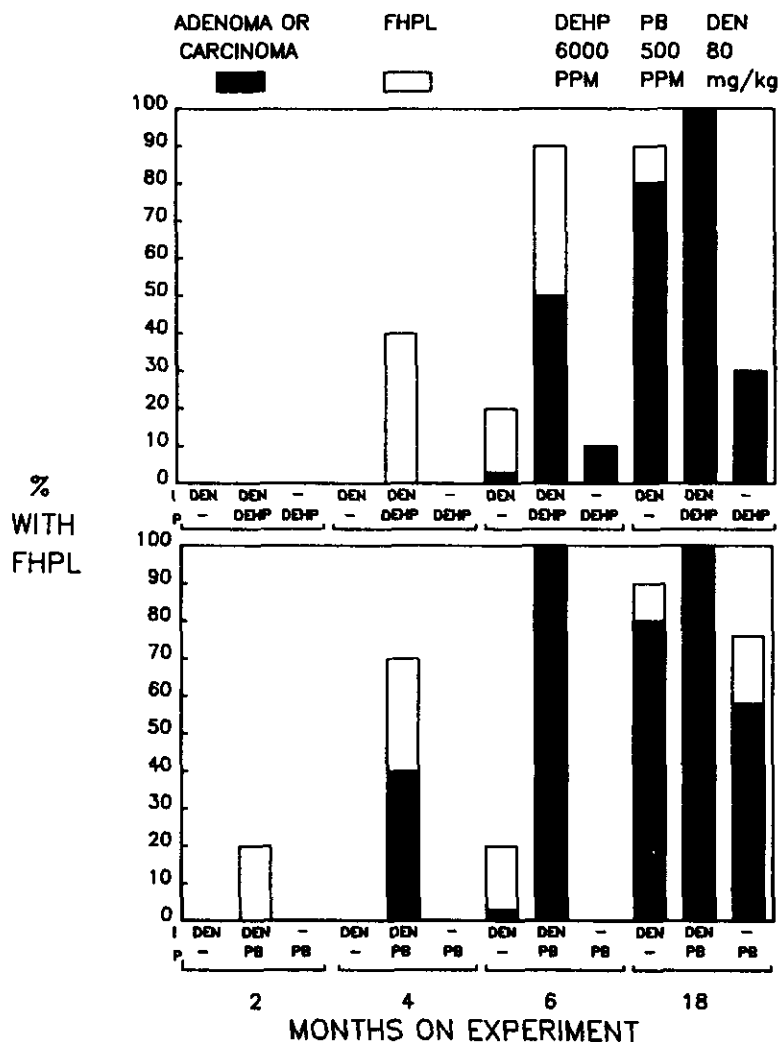 ADENOMA OR CARCINOMA
FHPL
DEHP 6000 PPM
PB 500 PPM
DEN 80 mg/kg
100
90
80
70
60
50
40
30
20
10
0
I DEN DEN - DEN DEN - DEN DEN - DEN DEN -
P - DEHP DEHP - DEHP DEHP - DEHP DEHP - DEHP DEHP
% WITH FHPL
100
90
80
70
60
50
40
30
20
10
0
I DEN DEN - DEN DEN - DEN DEN - DEN DEN -
P - PB PB - PB PB - PB PB - PB PB
2 4 6 18
MONTHS ON EXPERIMENT